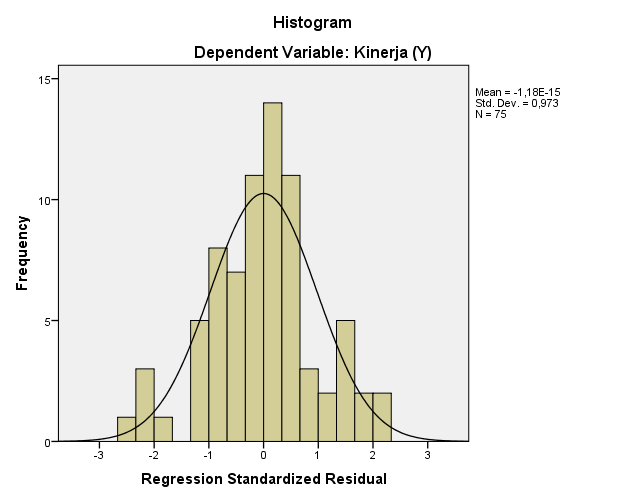 Histogram
Dependent Variable: Kinerja (Y)
Mean = -1,18E-15
Std. Dev. = 0,973
N = 75
Frequency
15
10
5
0
-3 -2 -1 0 1 2 3
Regression Standardized Residual